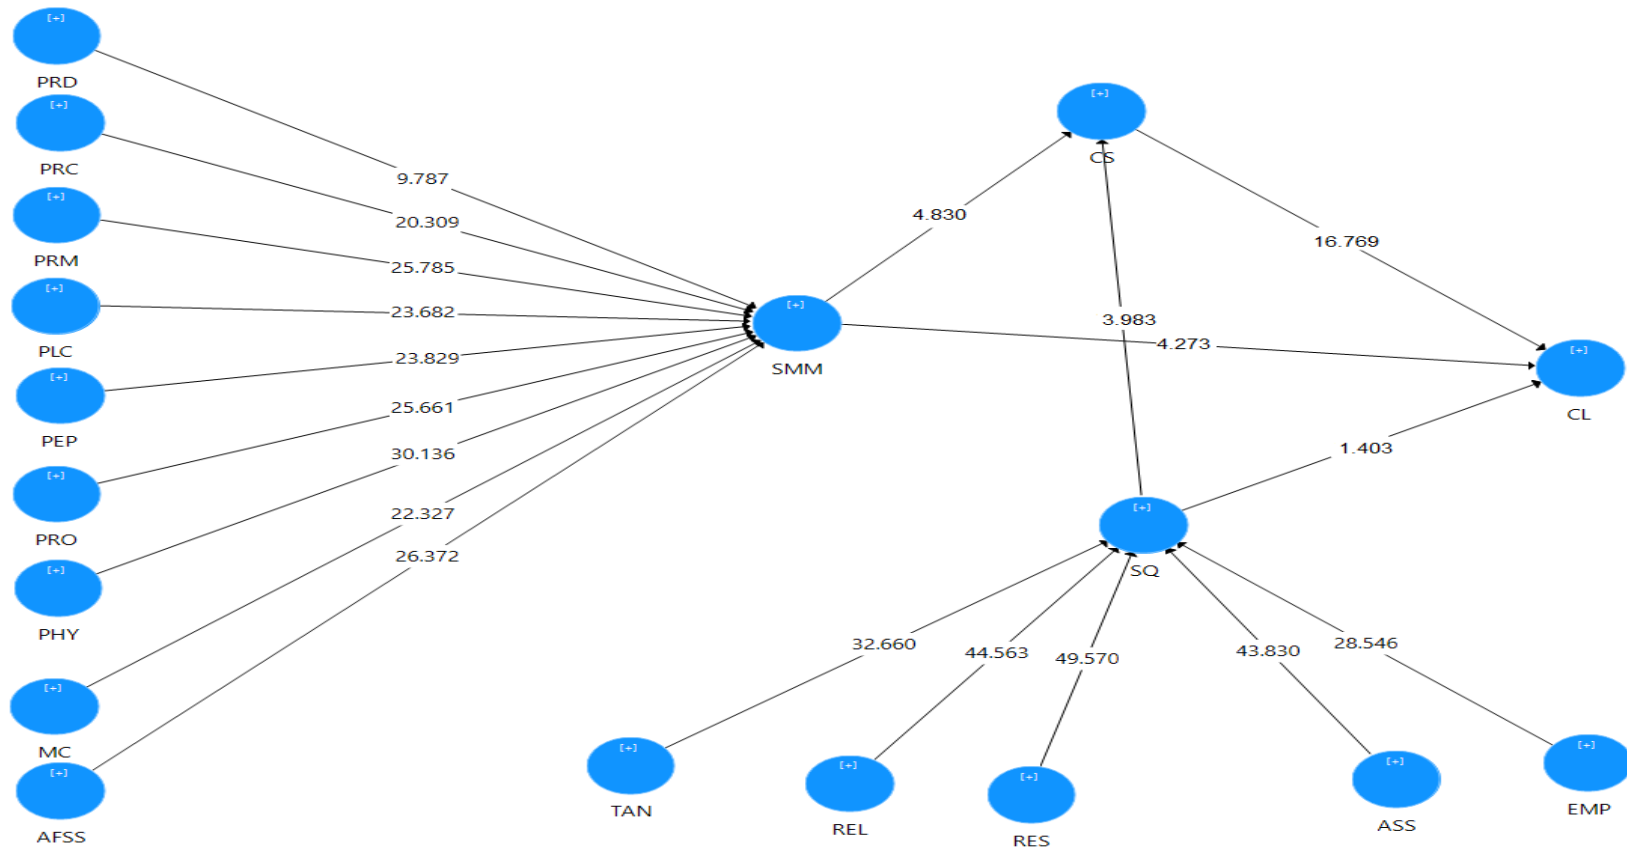 [+]
PRD
[+]
PRC
[+]
PRM
[+]
PLC
[+]
PEP
[+]
PRO
[+]
PHY
[+]
MC
[+]
AFSS
9.787
20.309
25.785
23.682
23.829
25.661
30.136
22.327
26.372
[+]
SMM
4.830
[+]
CS
16.769
3.983
4.273
[+]
CL
1.403
[+]
SQ
32.660
44.563
49.570
43.830
28.546
[+]
TAN
[+]
REL
[+]
RES
[+]
ASS
[+]
EMP